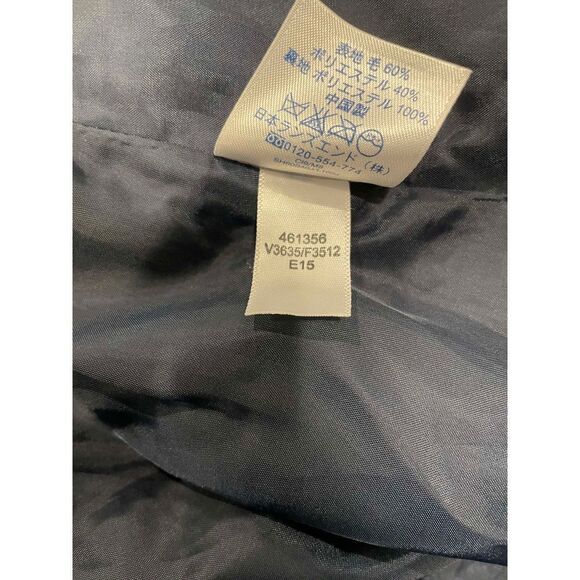 表地 毛 60%
ポリエステル 40%
裏地 ポリエステル 100%
中国製
日本ランズエンド (株)
0120-554-774
461356
V3635/F3512
E15